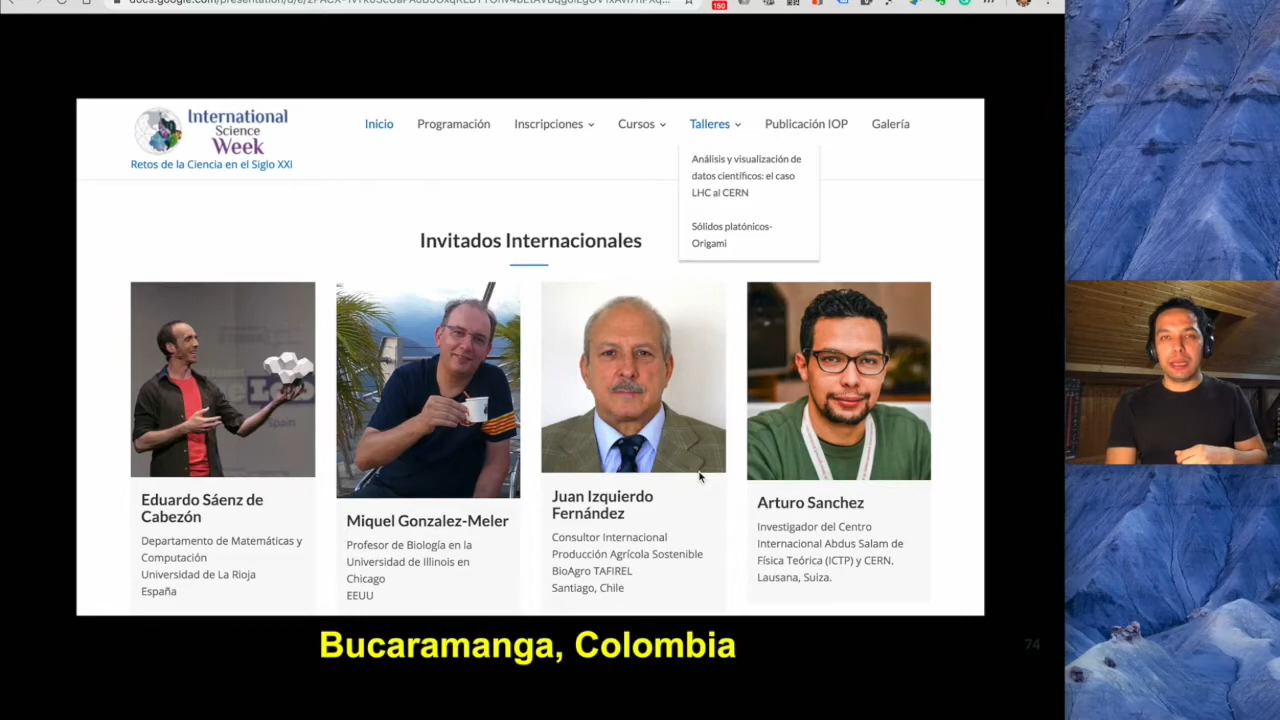 150
International
Science
Week
Retos de la Ciencia en el Siglo XXI
Inicio
Programación
Inscripciones
Cursos
Talleres
Publicación IOP
Galería
Análisis y visualización de
datos científicos: el caso
LHC al CERN
Sólidos platónicos-
Origami
Invitados Internacionales
Spain
Eduardo Sáenz de
Cabezón
Departamento de Matemáticas y
Computación
Universidad de La Rioja
España
Miquel Gonzalez-Meler
Profesor de Biología en la
Universidad de Illinois en
Chicago
EEUU
Juan Izquierdo
Fernández
Consultor Internacional
Producción Agrícola Sostenible
BioAgro TAFIREL
Santiago, Chile
Arturo Sanchez
Investigador del Centro
Internacional Abdus Salam de
Física Teórica (ICTP) y CERN.
Lausana, Suiza.
Bucaramanga, Colombia
74